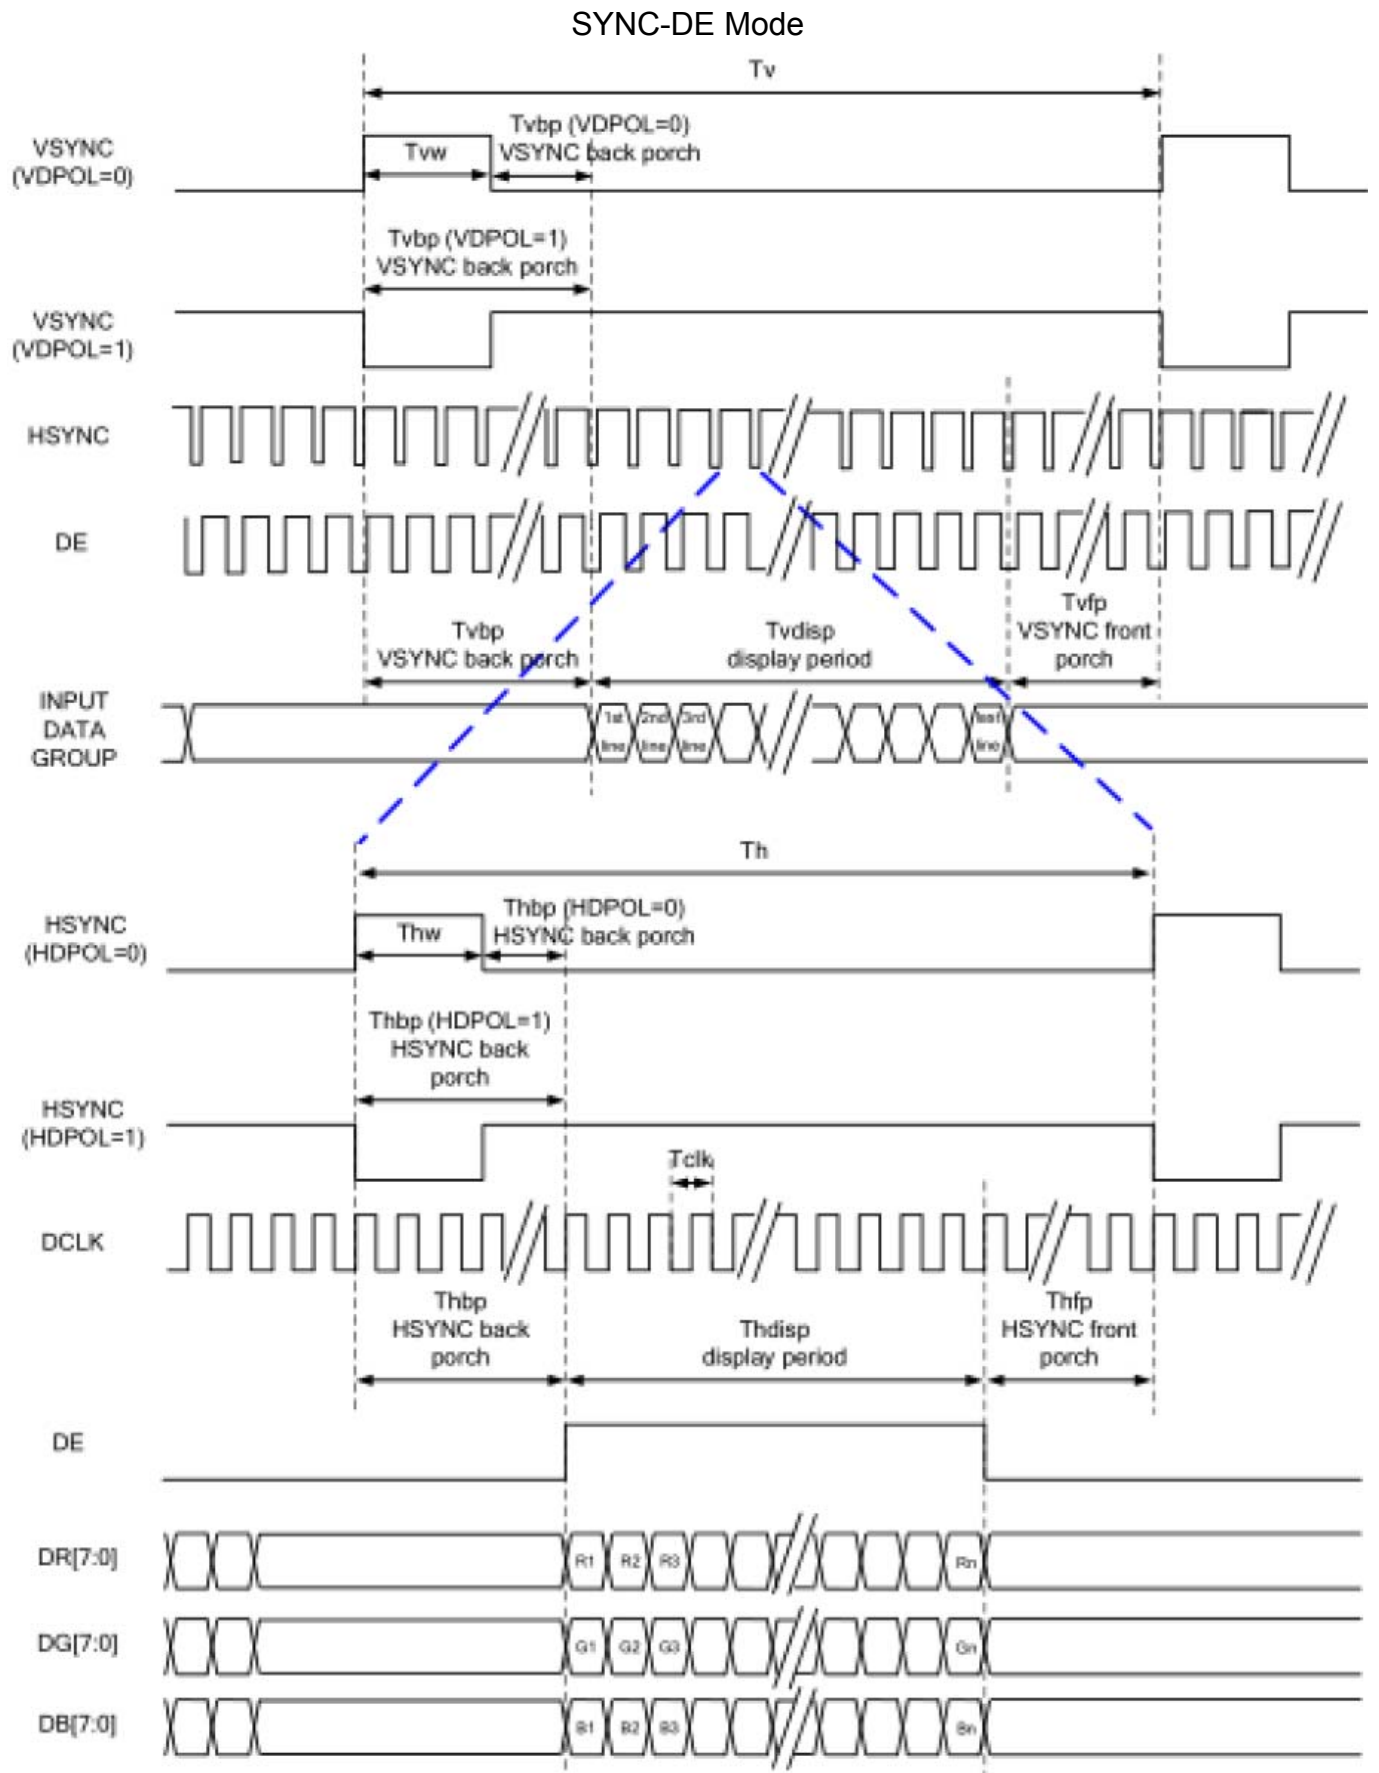 SYNC-DE Mode
Tv
VSYNC
(VDPOL=0)
Tvw
Tvbp (VDPOL=0)
VSYNC back porch
Tvbp (VDPOL=1)
VSYNC back porch
VSYNC
(VDPOL=1)
HSYNC
DE
Tvbp
VSYNC back porch
Tvdisp
display period
Tvfp
VSYNC front
porch
INPUT
DATA
GROUP
1st
line
2nd
line
3rd
line
last
line
Th
HSYNC
(HDPOL=0)
Thw
Thbp (HDPOL=0)
HSYNC back porch
Thbp (HDPOL=1)
HSYNC back
porch
HSYNC
(HDPOL=1)
Tclk
DCLK
Thbp
HSYNC back
porch
Thdisp
display period
Thfp
HSYNC front
porch
DE
DR[7:0]
R1 R2 R3 Rn
DG[7:0]
G1 G2 G3 Gn
DB[7:0]
B1 B2 B3 Bn